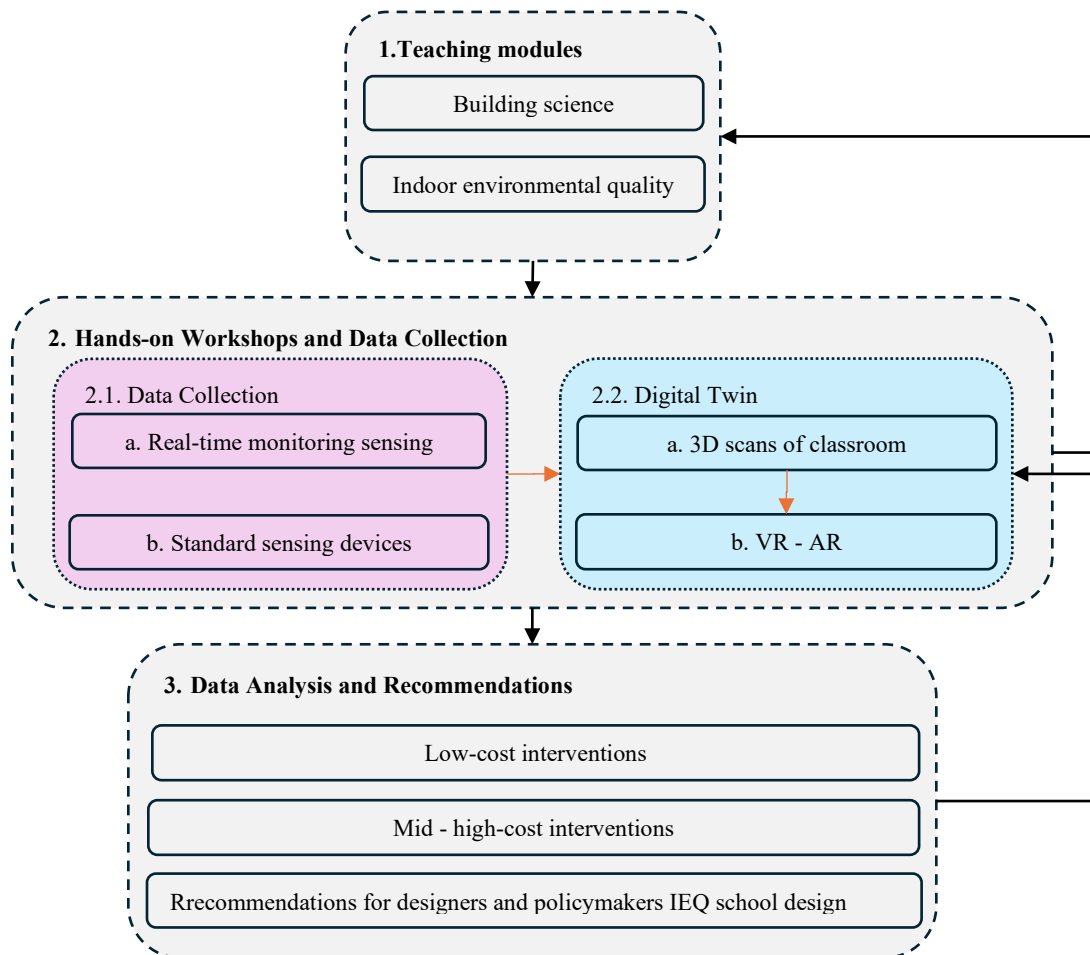 1.Teaching modules
Building science
Indoor environmental quality
2. Hands-on Workshops and Data Collection
2.1. Data Collection
a. Real-time monitoring sensing
b. Standard sensing devices
2.2. Digital Twin
a. 3D scans of classroom
b. VR - AR
3. Data Analysis and Recommendations
Low-cost interventions
Mid - high-cost interventions
Rrecommendations for designers and policymakers IEQ school design